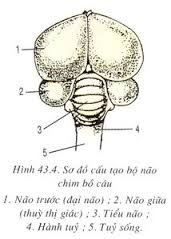 1
2
3
4
5
Hình 43.4. Sơ đồ cấu tạo bộ não
chim bồ câu
1. Não trước (đại não) ; 2. Não giữa
(thuỳ thị giác) ; 3. Tiểu não ;
4. Hành tuỷ ; 5. Tuỷ sống.